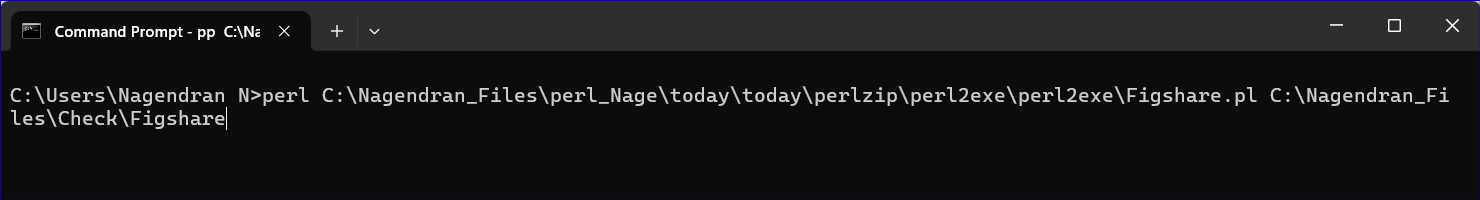 Command Prompt - pp  C:\Na
C:\Users\Nagendran N>perl C:\Nagendran_Files\perl_Nage\today\today\perlzip\perl2exe\perl2exe\Figshare.pl C:\Nagendran_Fi
les\Check\Figshare